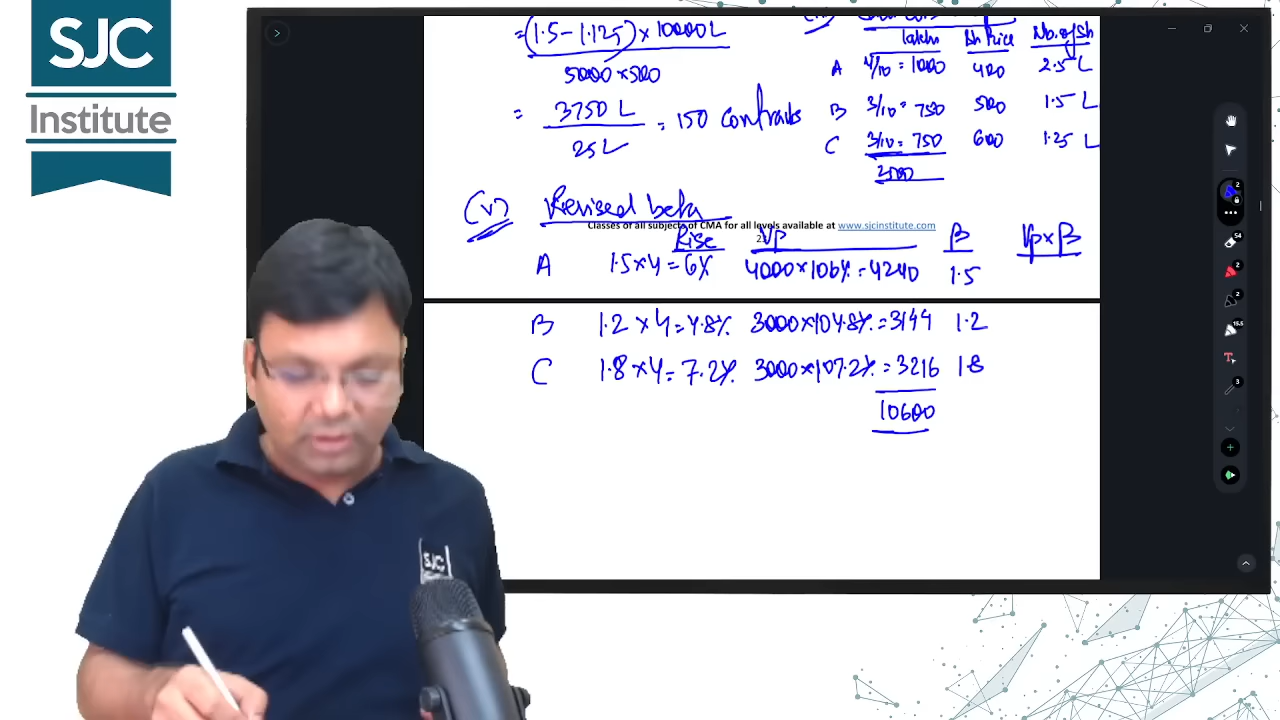 SJC
Institute
= (1.5 - 1.125) × 10000 L
5000 × 500
= 3750 L = 150 contracts
25 L
lakhs Sh Price No. of Sh
A 4/10 = 1000 400 2.5 L
B 3/10 = 750 500 1.5 L
C 3/10 = 750 600 1.25 L
2500
(v) Revised beta
Classes of all subjects of CMA for all levels available at www.sjcinstitute.com
Rise Vp β Vp × β
A 1.5 × 4 = 6% 4000 × 106% = 4240 1.5
B 1.2 × 4 = 4.8% 3000 × 104.8% = 3144 1.2
C 1.8 × 4 = 7.2% 3000 × 107.2% = 3216 1.8
10600
SJC